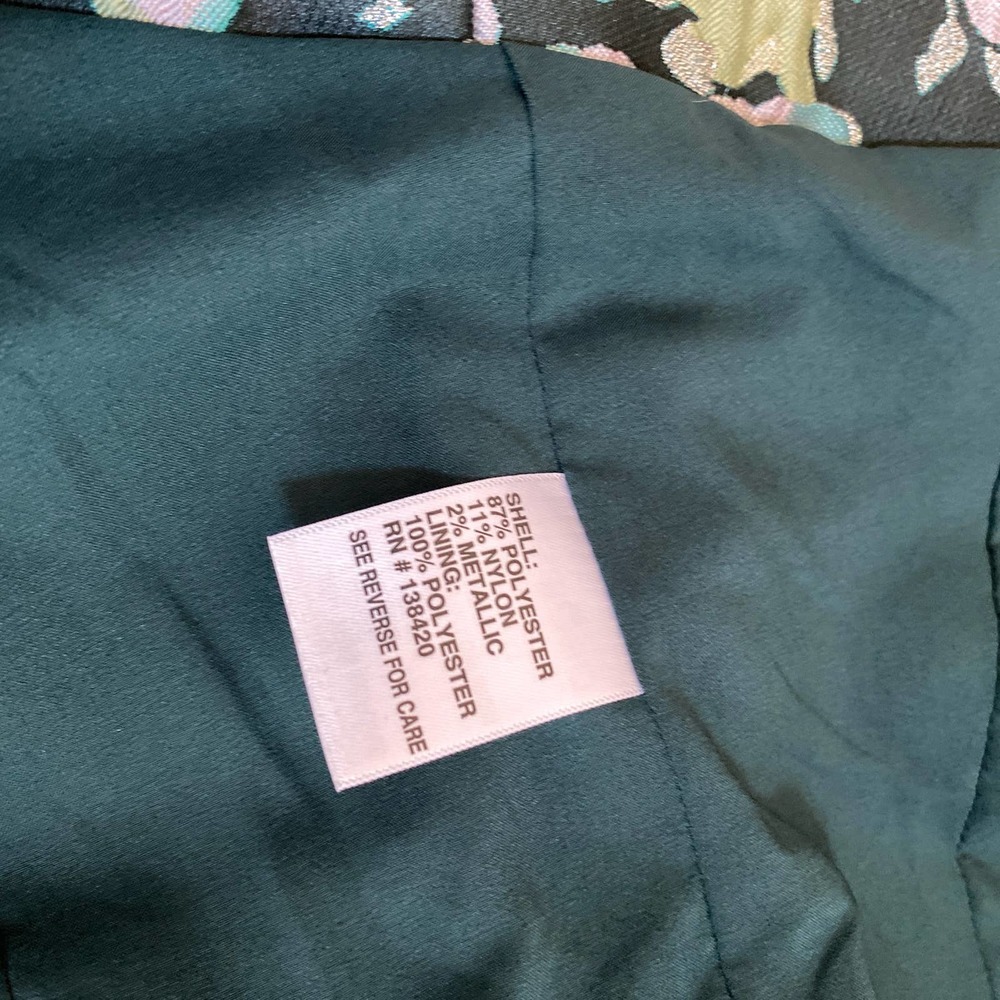 SHELL:
87% POLYESTER
11% NYLON
2% METALLIC
LINING:
100% POLYESTER
RN # 138420
SEE REVERSE FOR CARE